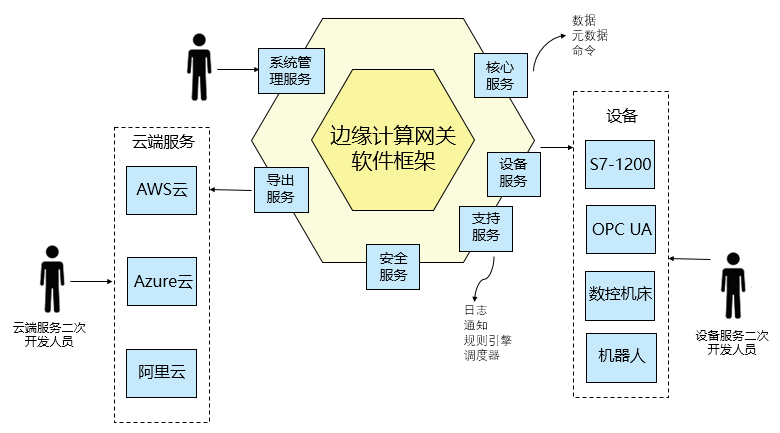 数据
元数据
命令
系统管
理服务
核心
服务
边缘计算网关
软件框架
设备
云端服务
S7-1200
设备
服务
AWS云
导出
服务
支持
服务
OPC UA
安全
服务
Azure云
数控机床
云端服务二次
开发人员
日志
通知
规则引擎
调度器
设备服务二次
开发人员
机器人
阿里云